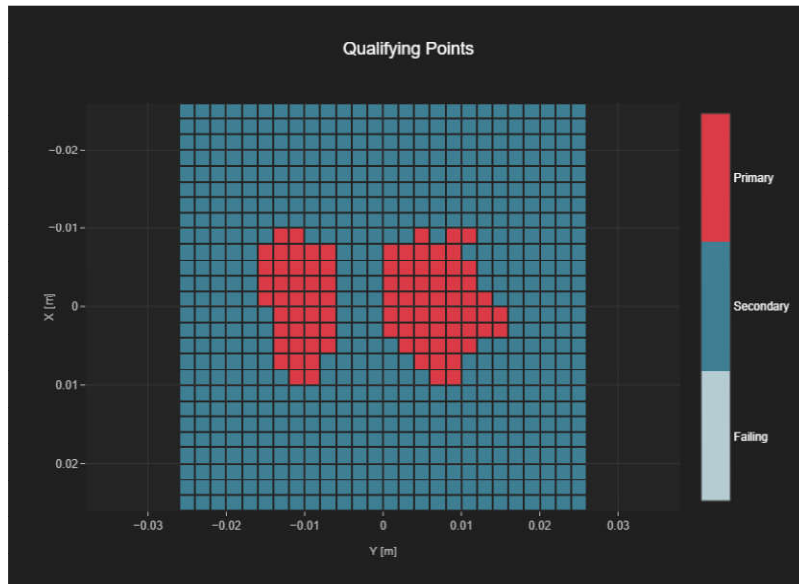 Qualifying Points
−0.02
−0.01
0
0.01
0.02
X [m]
−0.03
−0.02
−0.01
0
0.01
0.02
0.03
Y [m]
Primary
Secondary
Failing